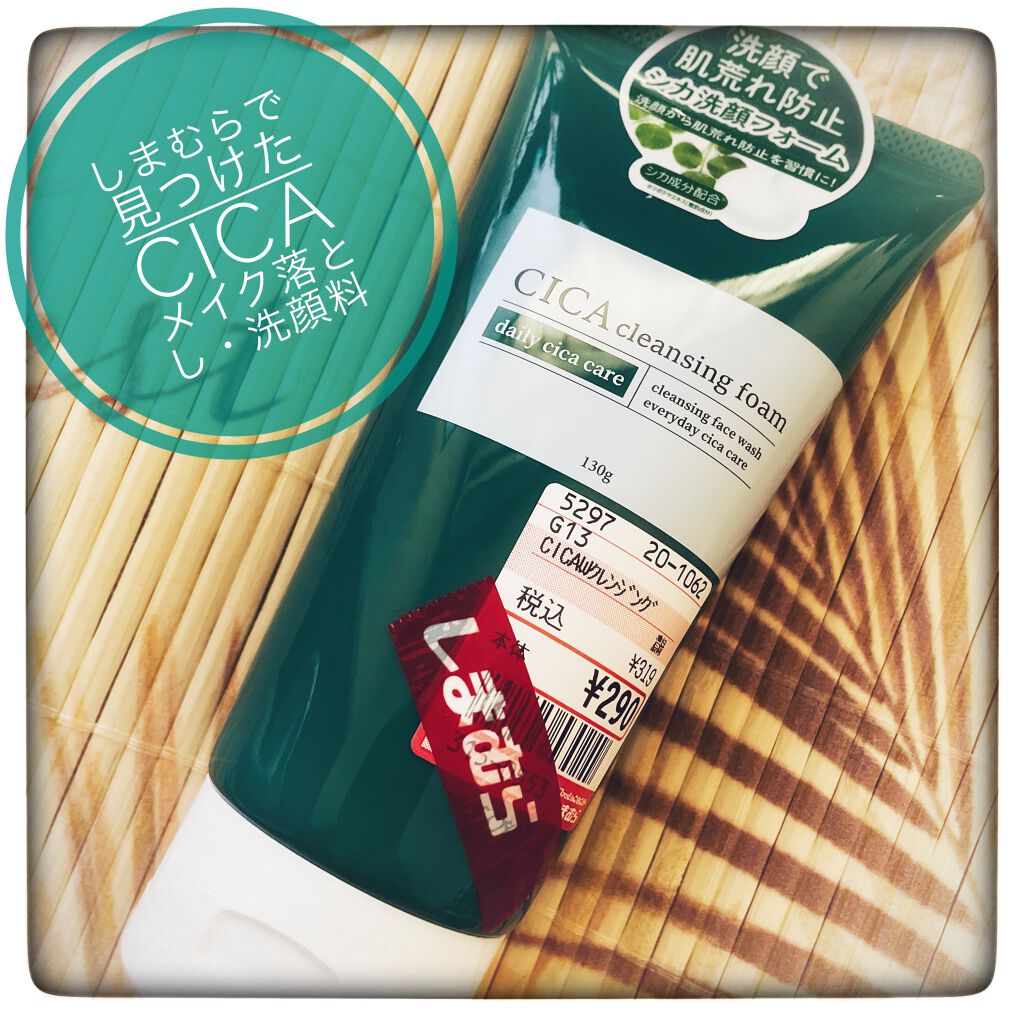 しまむらで
見つけた
CICA
メイク落と
し・洗顔料
洗顔で
肌荒れ防止
シカ洗顔フォーム
洗顔から肌荒れ防止を習慣に!
シカ成分配合
CICA cleansing foam
daily cica care
cleansing face wash
everyday cica care
130g
5297
G13 20-1062
CICAWクレンジング
税込
¥319
本体
¥290
しまむら